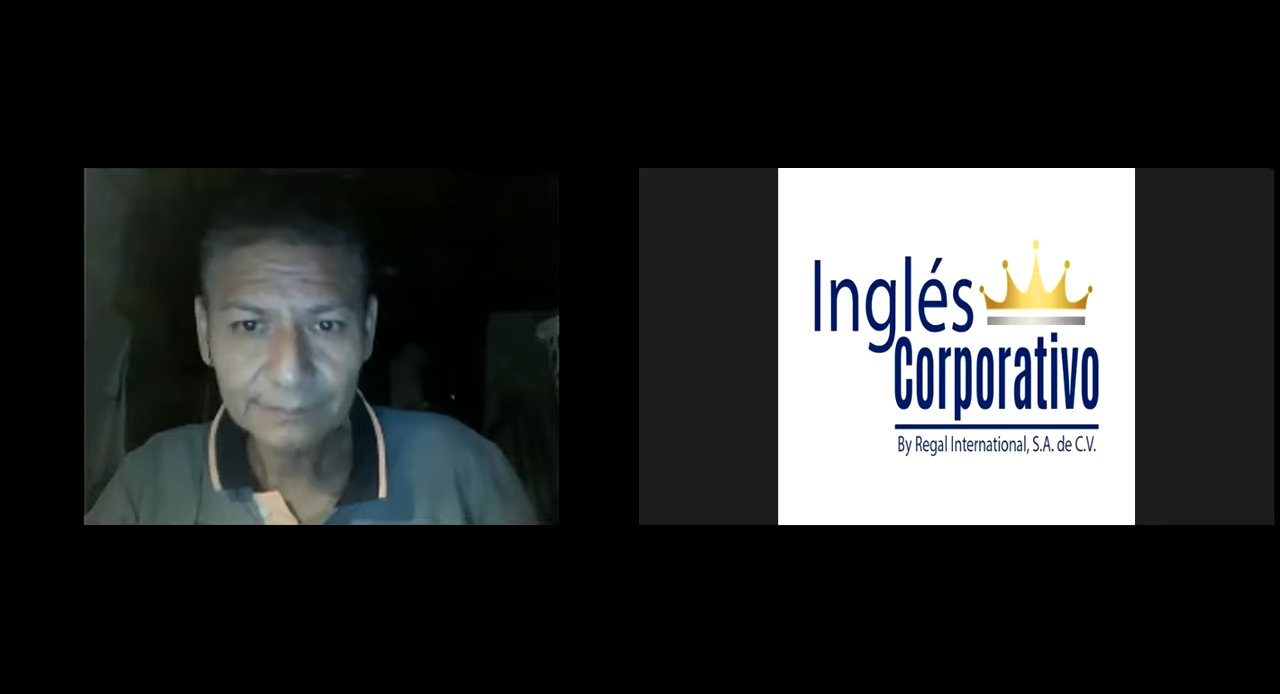 Inglés
Corporativo
By Regal International, S.A. de C.V.